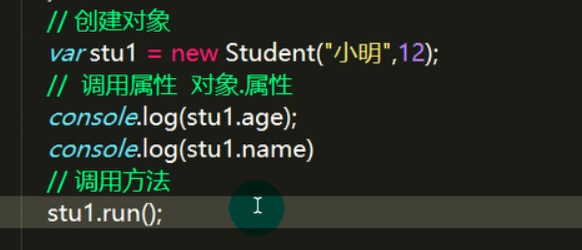 // 创建对象
var stu1 = new Student("小明",12);
// 调用属性 对象.属性
console.log(stu1.age);
console.log(stu1.name)
// 调用方法
stu1.run();